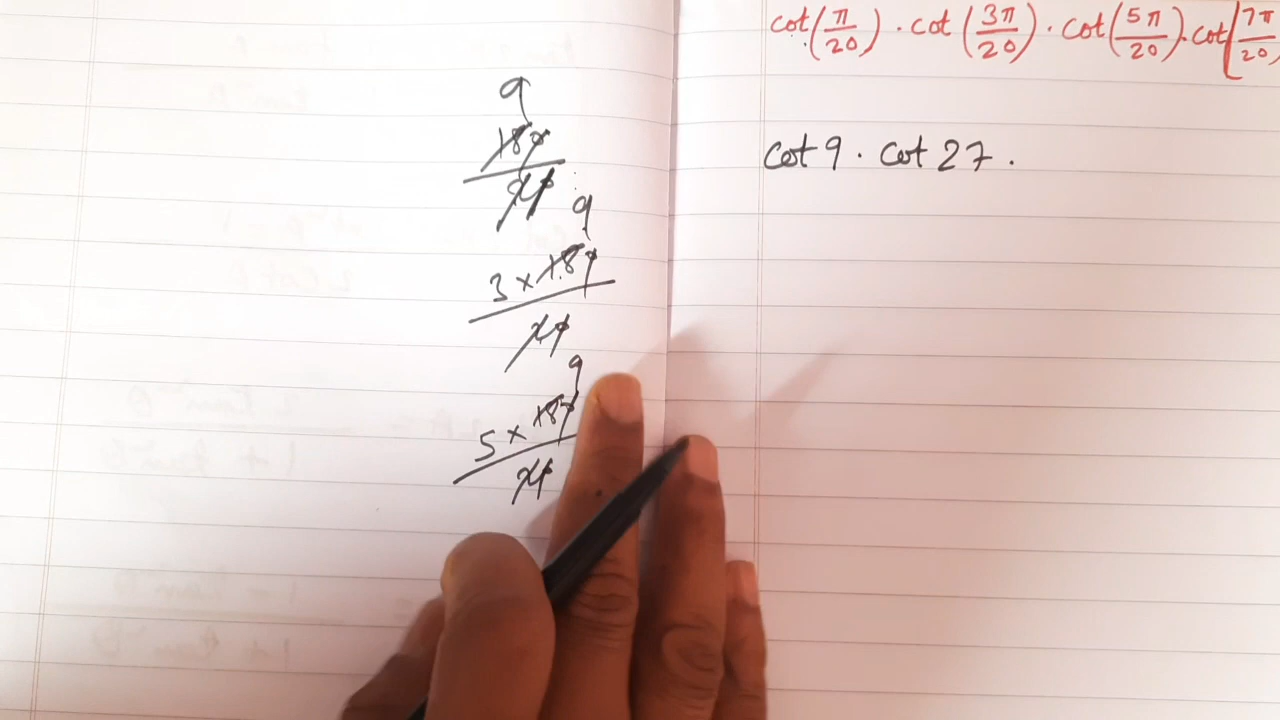 cot(π/20) · cot(3π/20) · cot(5π/20) · cot(7π/20)
cot 9 · cot 27 ·
9
180
20
9
3 × 180
20
9
5 × 180
20